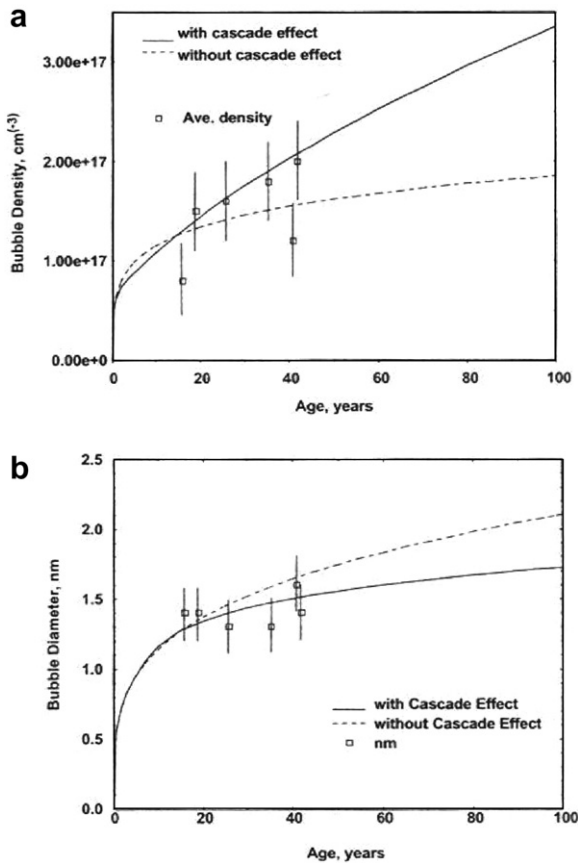 a
with cascade effect
without cascade effect
Ave. density
3.00e+17
2.00e+17
1.00e+17
0.00e+0
Bubble Density, cm(-3)
0 20 40 60 80 100
Age, years
b
2.5
2.0
1.5
1.0
0.5
0.0
Bubble Diameter, nm
with Cascade Effect
without Cascade Effect
nm
0 20 40 60 80 100
Age, years